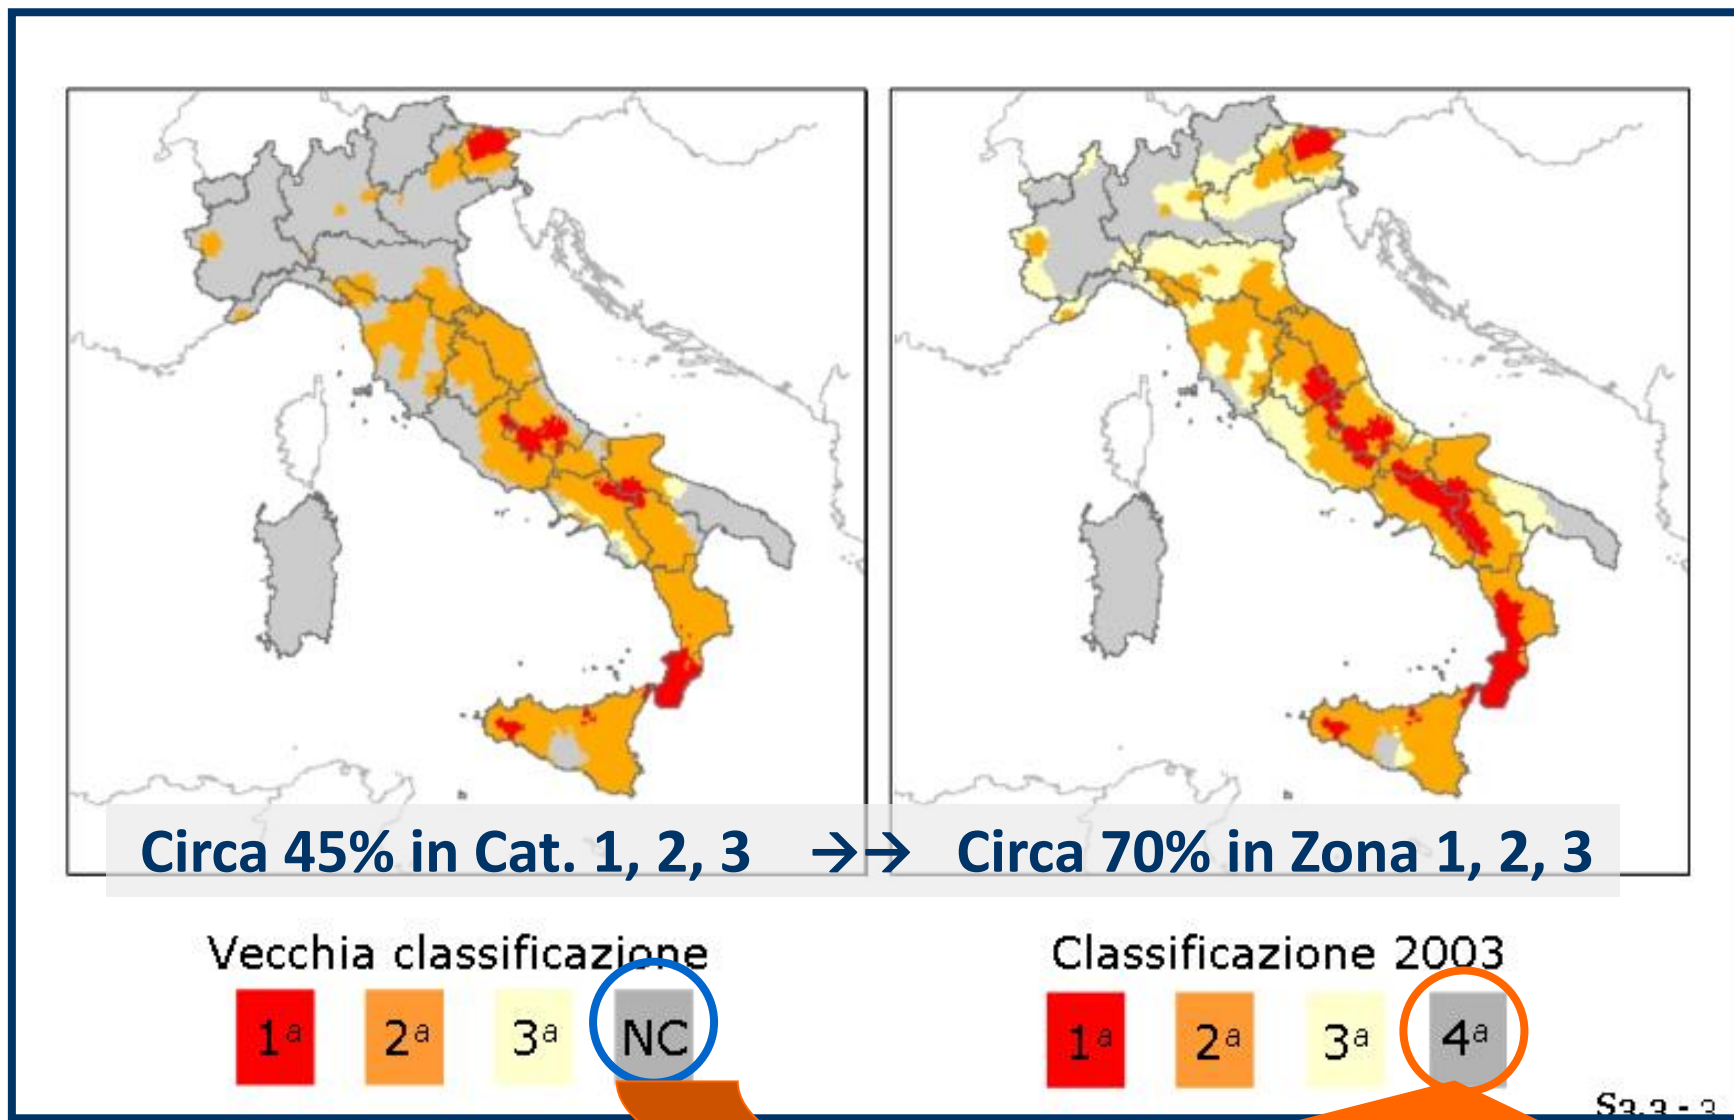 Circa 45% in Cat. 1, 2, 3 →→ Circa 70% in Zona 1, 2, 3
Vecchia classificazione
1ª 2ª 3ª NC
Classificazione 2003
1ª 2ª 3ª 4ª